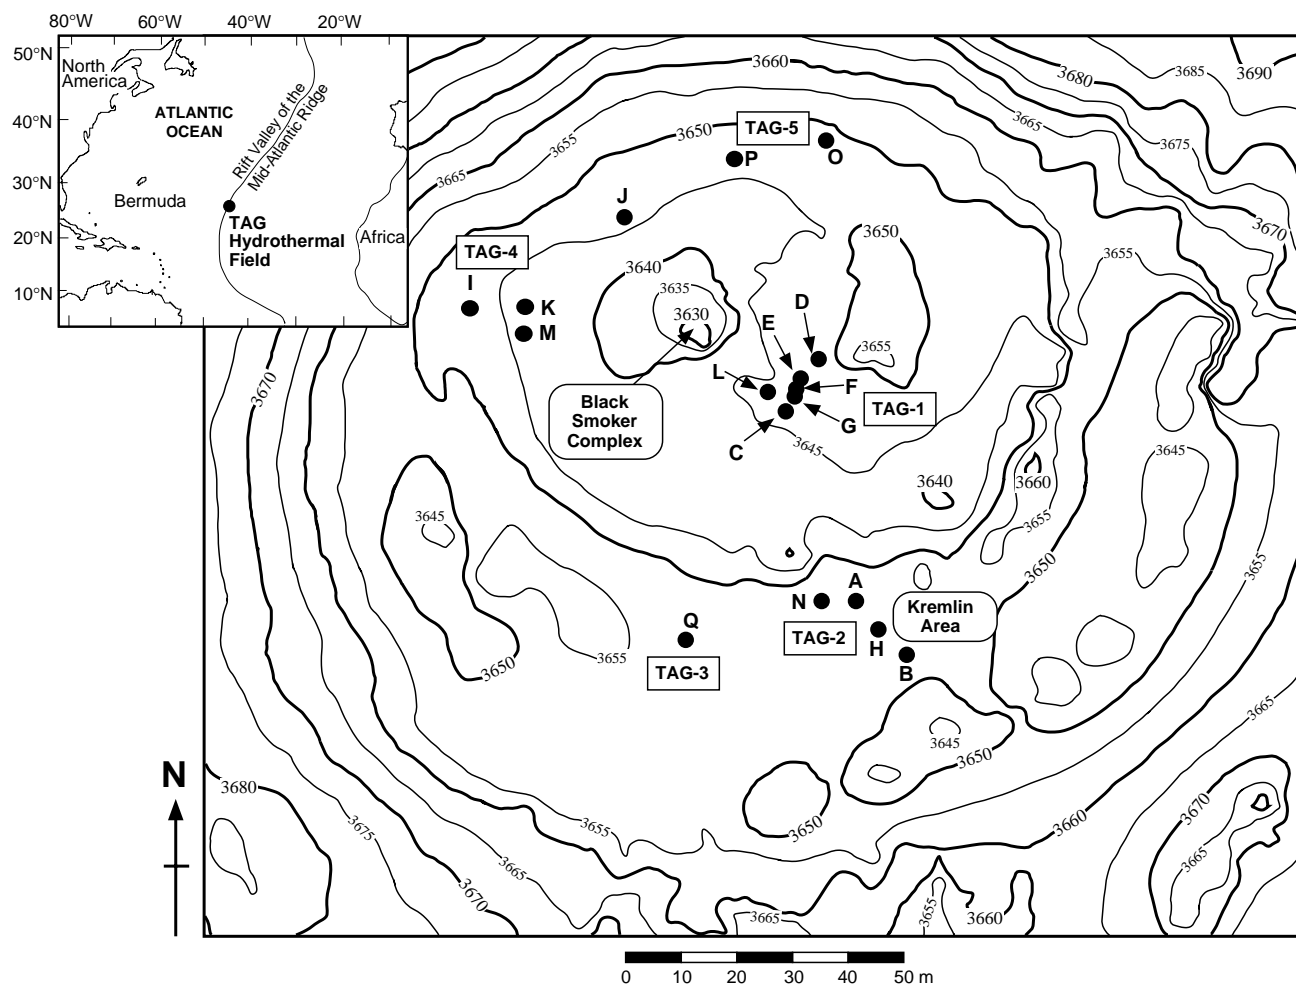 80°W 60°W 40°W 20°W
50°N
40°N
30°N
20°N
10°N
North
America
ATLANTIC
OCEAN
Rift Valley of the
Mid-Atlantic Ridge
Bermuda
TAG
Hydrothermal
Field
Africa
3660
3680
3685
3690
3665
3675
3650
3655
3665
3670
3655
TAG-5
P
O
J
TAG-4
I
K
M
3640
3635
3630
3650
3655
D
E
L
F
G
C
TAG-1
3645
Black
Smoker
Complex
3670
3640
3660
3655
3645
3650
3655
3645
3650
3655
N
A
H
B
TAG-2
Kremlin
Area
Q
TAG-3
3665
3645
3650
3650
3660
3670
3665
N
3680
3675
3655
3665
3670
3665
3655
3660
0 10 20 30 40 50 m